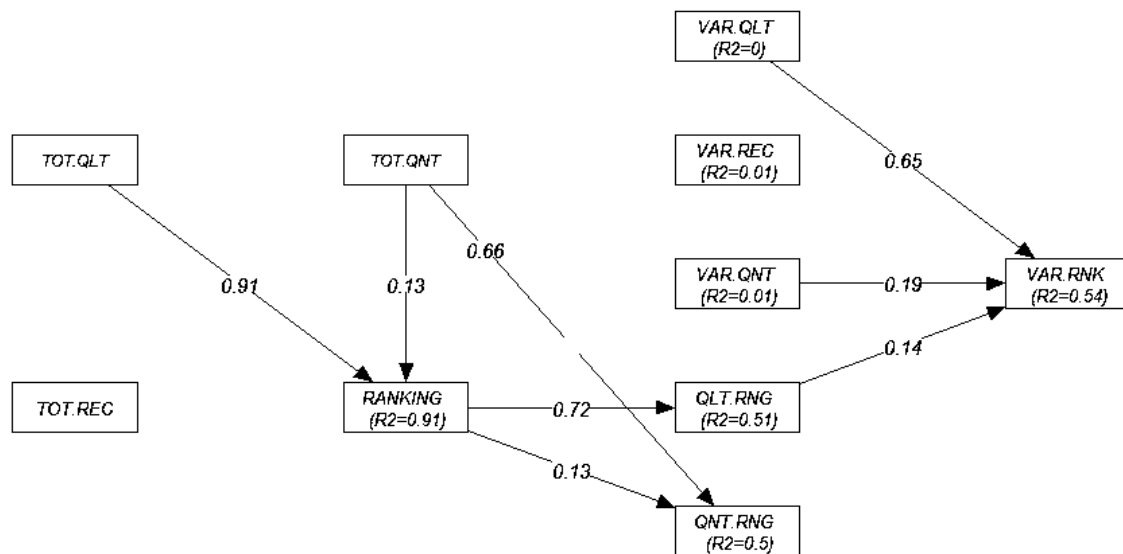 VAR.QLT
(R2=0)
TOT.QLT
TOT.QNT
VAR.REC
(R2=0.01)
0.65
0.66
VAR.QNT
(R2=0.01)
0.19
VAR.RNK
(R2=0.54)
0.91
0.13
0.14
TOT.REC
RANKING
(R2=0.91)
0.72
QLT.RNG
(R2=0.51)
0.13
QNT.RNG
(R2=0.5)